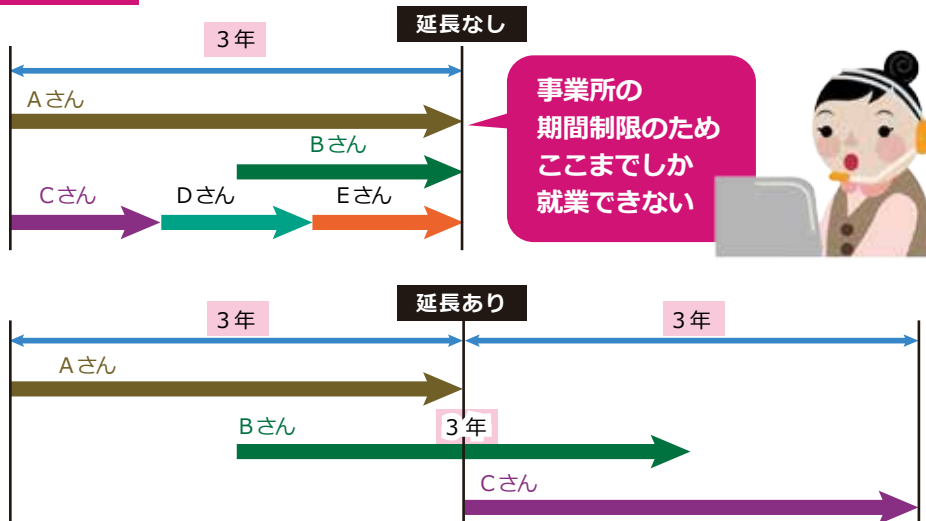 延長なし
3年
Aさん
Bさん
Cさん
Dさん
Eさん
事業所の
期間制限のため
ここまでしか
就業できない
延長あり
3年
3年
Aさん
Bさん
3年
Cさん